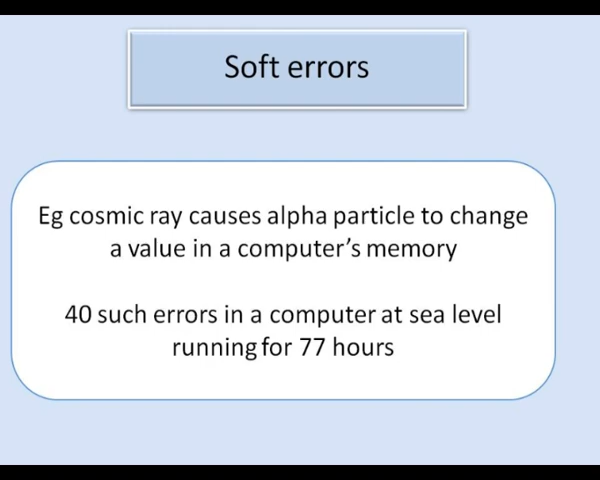 Soft errors
Eg cosmic ray causes alpha particle to change
a value in a computer's memory
40 such errors in a computer at sea level
running for 77 hours